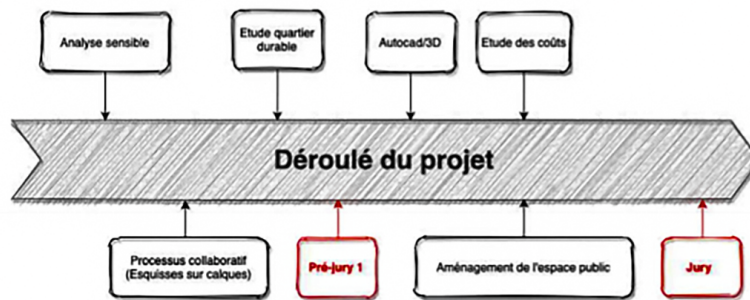 Analyse sensible
Etude quartier
durable
Autocad/3D
Etude des coûts
Déroulé du projet
Processus collaboratif
(Esquisses sur calques)
Pré-jury 1
Aménagement de l'espace public
Jury